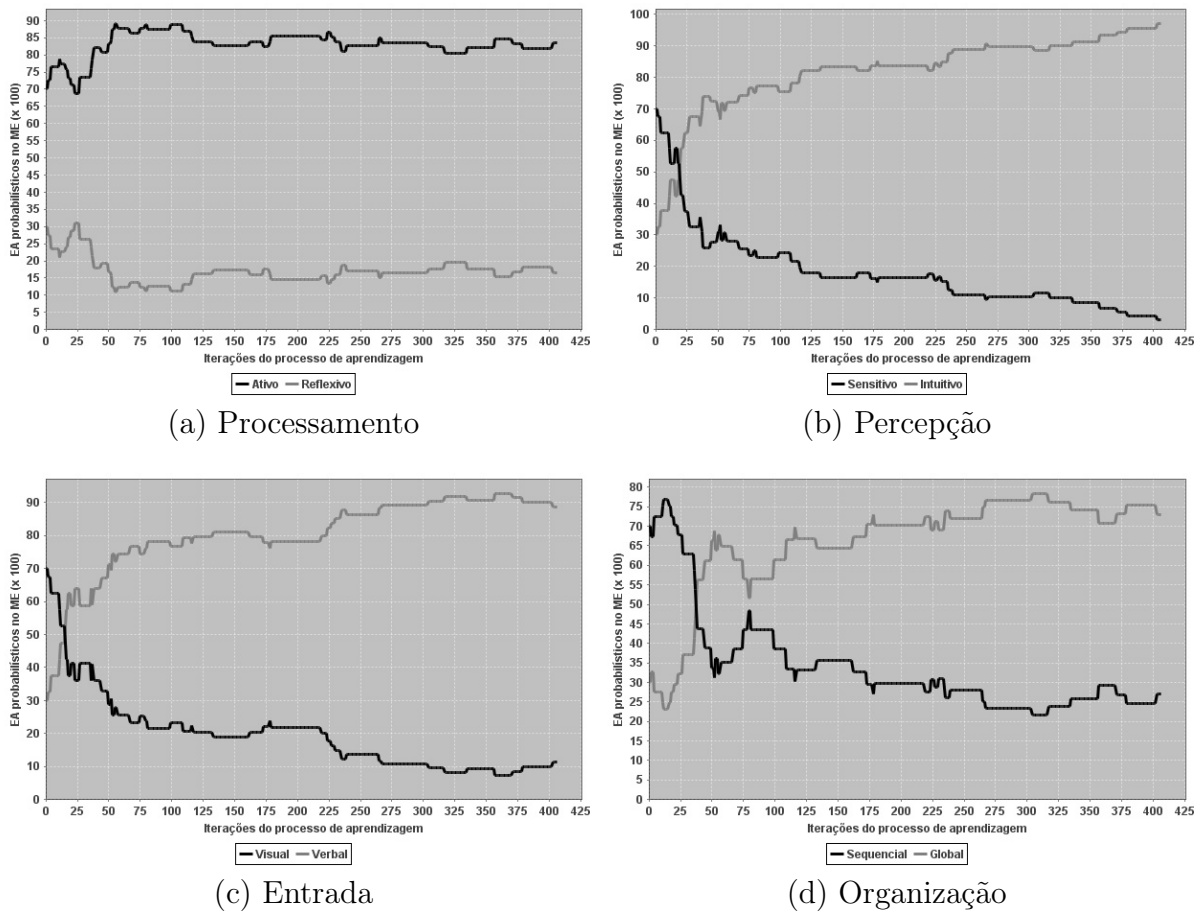 EA probabilísticos no ME (x 100)
90
85
80
75
70
65
60
55
50
45
40
35
30
25
20
15
10
5
0
0 25 50 75 100 125 150 175 200 225 250 275 300 325 350 375 400 425
Iterações do processo de aprendizagem
Ativo Reflexivo
(a) Processamento
EA probabilísticos no ME (x 100)
100
90
80
70
60
50
40
30
20
10
0
0 25 50 75 100 125 150 175 200 225 250 275 300 325 350 375 400 425
Iterações do processo de aprendizagem
Sensitivo Intuitivo
(b) Percepção
EA probabilísticos no ME (x 100)
90
80
70
60
50
40
30
20
10
0
0 25 50 75 100 125 150 175 200 225 250 275 300 325 350 375 400 425
Iterações do processo de aprendizagem
Visual Verbal
(c) Entrada
EA probabilísticos no ME (x 100)
80
75
70
65
60
55
50
45
40
35
30
25
20
15
10
5
0
0 25 50 75 100 125 150 175 200 225 250 275 300 325 350 375 400 425
Iterações do processo de aprendizagem
Sequencial Global
(d) Organização